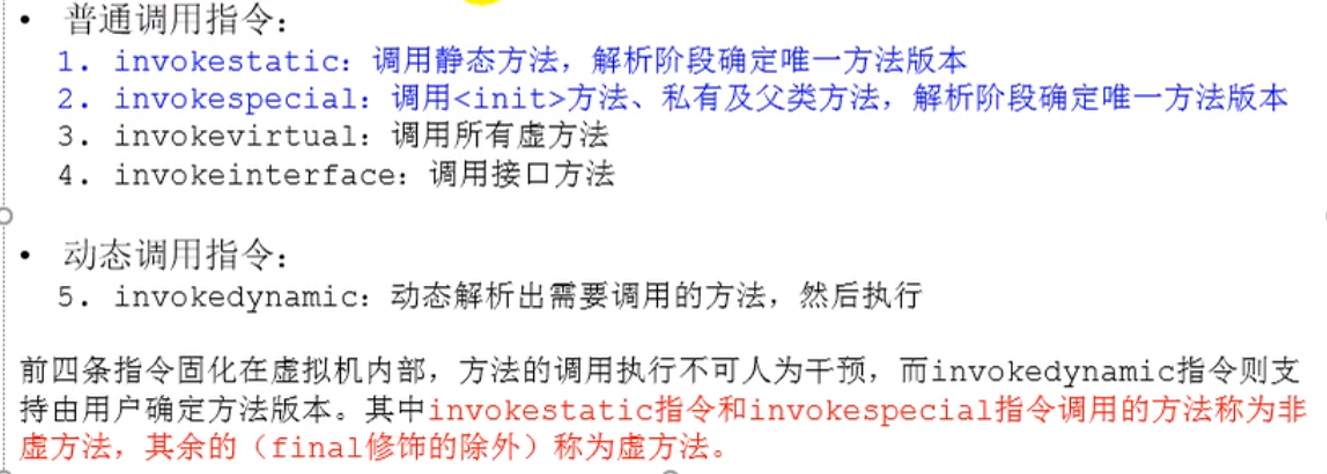 • 普通调用指令：
1. invokestatic：调用静态方法，解析阶段确定唯一方法版本
2. invokespecial：调用<init>方法、私有及父类方法，解析阶段确定唯一方法版本
3. invokevirtual：调用所有虚方法
4. invokeinterface：调用接口方法
• 动态调用指令：
5. invokedynamic：动态解析出需要调用的方法，然后执行
前四条指令固化在虚拟机内部，方法的调用执行不可人为干预，而invokedynamic指令则支
持由用户确定方法版本。其中invokestatic指令和invokespecial指令调用的方法称为非
虚方法，其余的（final修饰的除外）称为虚方法。